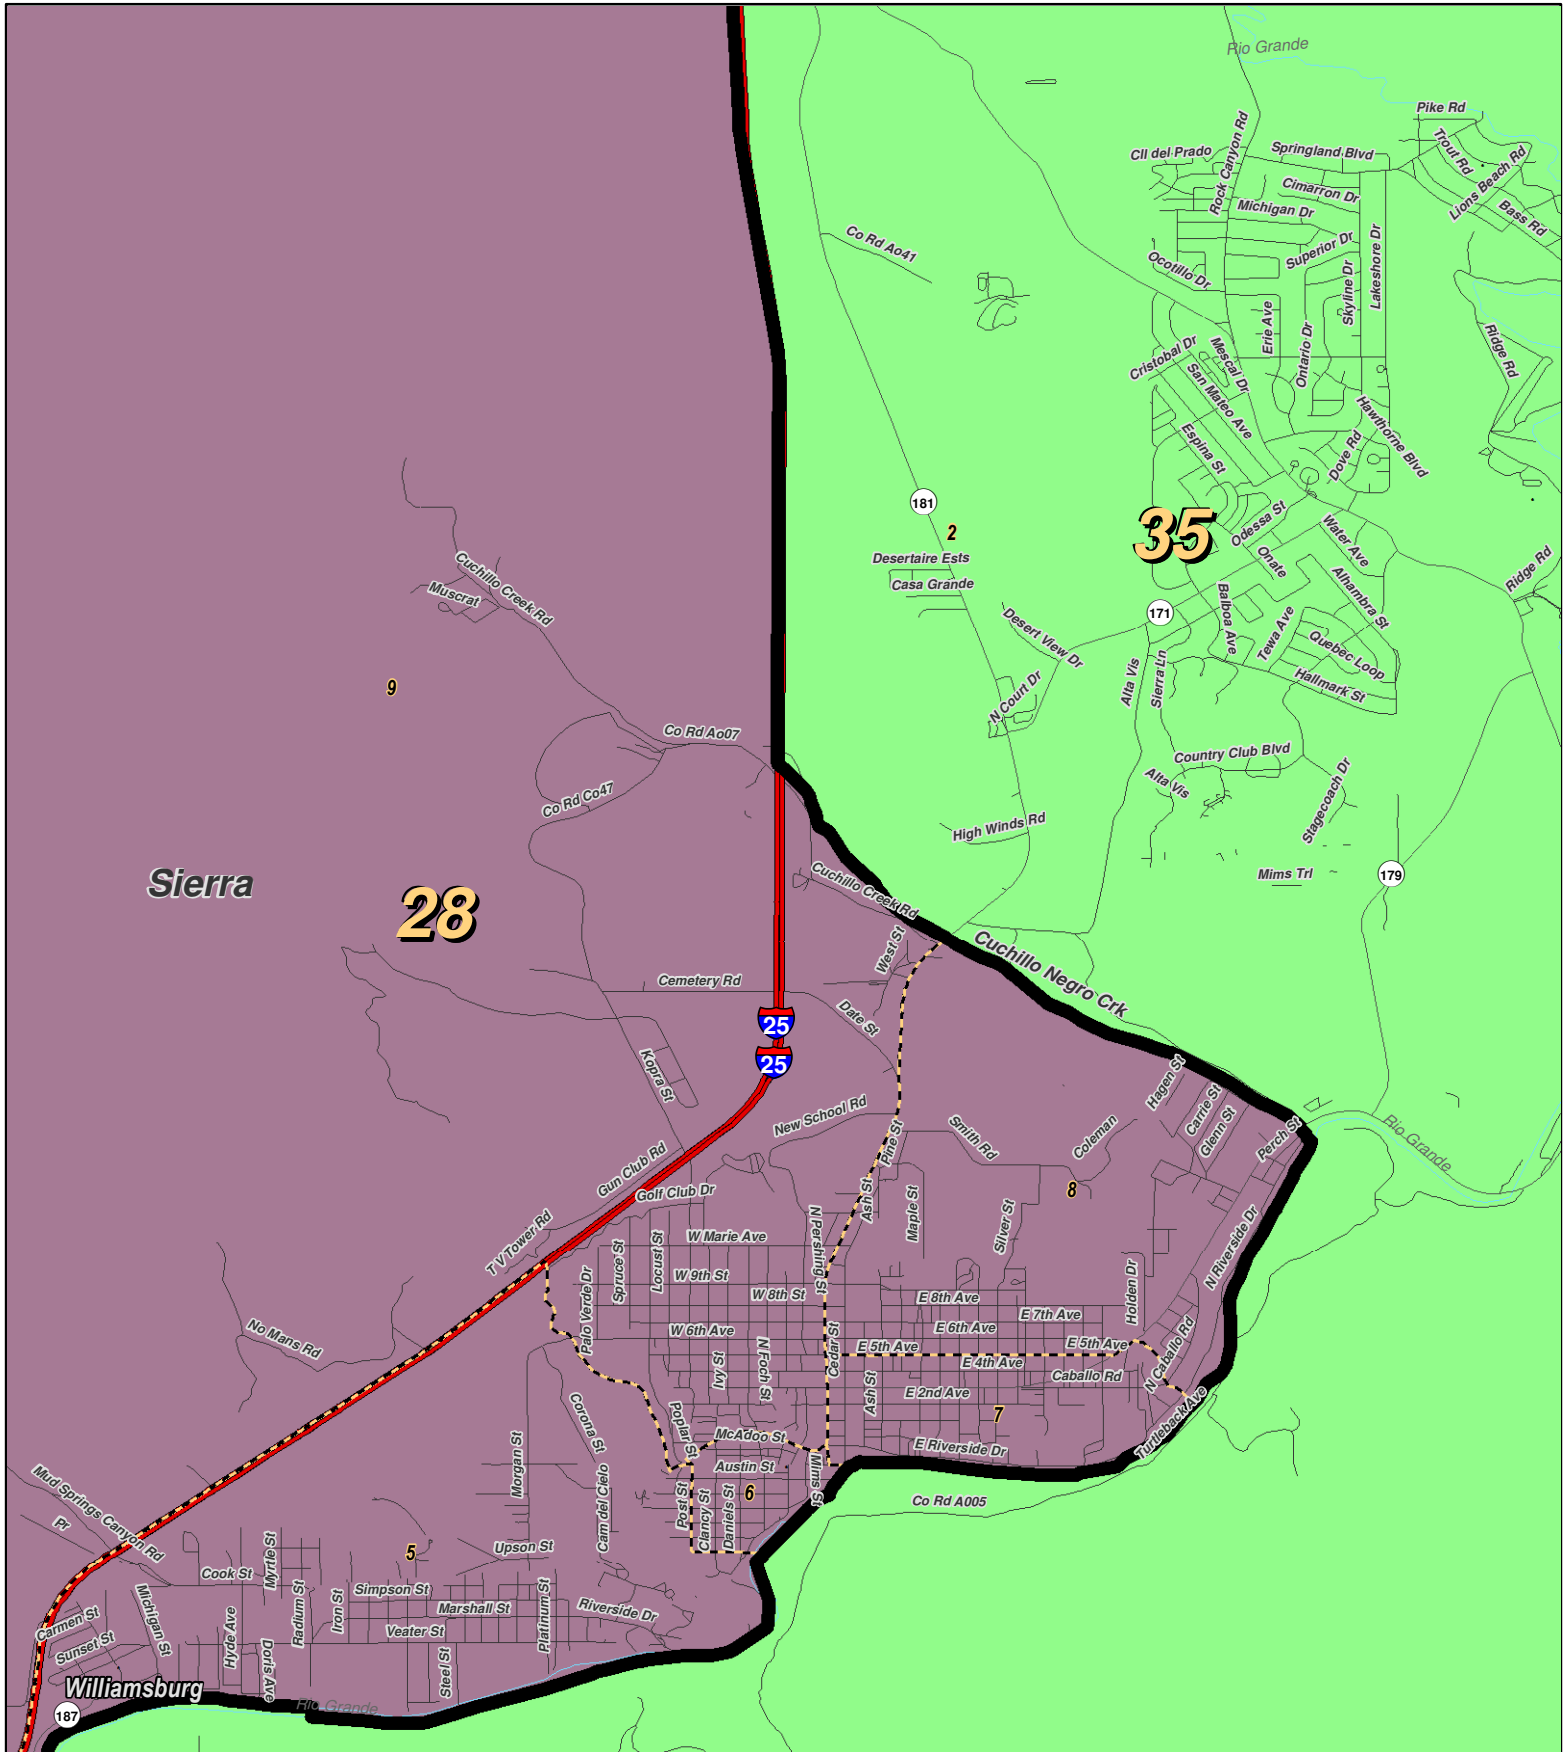 Rio Grande
Pike Rd
Cll del Prado
Rock Canyon Rd
Springland Blvd
Trout Rd
Lions Beach Rd
Cimarron Dr
Bass Rd
Michigan Dr
Co Rd Ao41
Superior Dr
Lakeshore Dr
Ocotillo Dr
Skyline Dr
Erie Ave
Ontario Dr
Ridge Rd
Cristobal Dr
Mescal Dr
San Mateo Ave
Hawthorne Blvd
Espina St
Dove Rd
181
2
35
Odessa St
Water Ave
Desertaire Ests
Onate
Casa Grande
Alhambra St
Ridge Rd
Cuchillo Creek Rd
Muscrat
171
Balboa Ave
Tewa Ave
Desert View Dr
Quebec Loop
Alta Vis
Sierra Ln
Hallmark St
9
N Court Dr
Co Rd Ao07
Country Club Blvd
Alta Vis
Stagecoach Dr
Co Rd Co47
High Winds Rd
Sierra
28
Cuchillo Creek Rd
Mims Trl
179
West St
Cuchillo Negro Crk
Cemetery Rd
25
Date St
25
Kopra St
Hagen St
Carrie St
Glenn St
New School Rd
Pine St
Smith Rd
Coleman
Perch St
Rio Grande
Gun Club Rd
Golf Club Dr
Ash St
Maple St
8
Silver St
T V Tower Rd
N Pershing St
W Marie Ave
N Riverside Dr
Spruce St
Locust St
W 9th St
Holden Dr
Palo Verde Dr
W 8th St
E 8th Ave
E 7th Ave
No Mans Rd
W 6th Ave
E 6th Ave
Cedar St
E 5th Ave
E 5th Ave
N Caballo Rd
E 4th Ave
Ivy St
N Foch St
Caballo Rd
Ash St
E 2nd Ave
7
Corona St
Poplar St
McAdoo St
E Riverside Dr
Turtleback Ave
Morgan St
Austin St
Mims St
Mud Springs Canyon Rd
Pr
Cam del Cielo
Post St
Clancy St
Daniels St
6
Co Rd A005
5
Upson St
Cook St
Myrtle St
Simpson St
Michigan St
Radium St
Iron St
Marshall St
Platinum St
Riverside Dr
Carmen St
Hyde Ave
Veater St
Sunset St
Doris Ave
Steel St
Williamsburg
187
Rio Grande